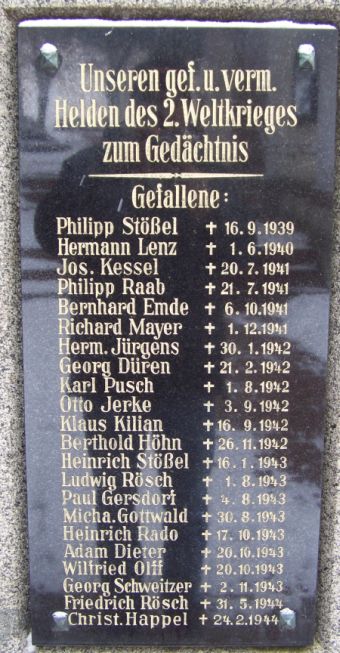 Unseren gef. u. verm.
Helden des 2. Weltkrieges
zum Gedächtnis
Gefallene:
Philipp Stößel † 16.9.1939
Hermann Lenz † 1.6.1940
Jos. Kessel † 20.7.1941
Philipp Raab † 21.7.1941
Bernhard Emde † 6.10.1941
Richard Mayer † 1.12.1941
Herm. Jürgens † 30.1.1942
Georg Düren † 21.2.1942
Karl Pusch † 1.8.1942
Otto Jerke † 3.9.1942
Klaus Kilian † 16.9.1942
Berthold Höhn † 26.11.1942
Heinrich Stößel † 16.1.1943
Ludwig Rösch † 1.8.1943
Paul Gersdorf † 4.8.1943
Micha. Gottwald † 30.8.1943
Heinrich Rado † 17.10.1943
Adam Dieter † 20.10.1943
Wilfried Olff † 20.10.1943
Georg Schweitzer † 2.11.1943
Friedrich Rösch † 31.5.1944
Christ. Happel † 24.2.1944